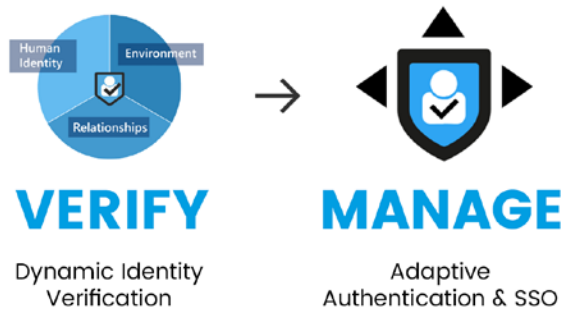 Human
Identity
Environment
Relationships
VERIFY
Dynamic Identity
Verification
MANAGE
Adaptive
Authentication & SSO